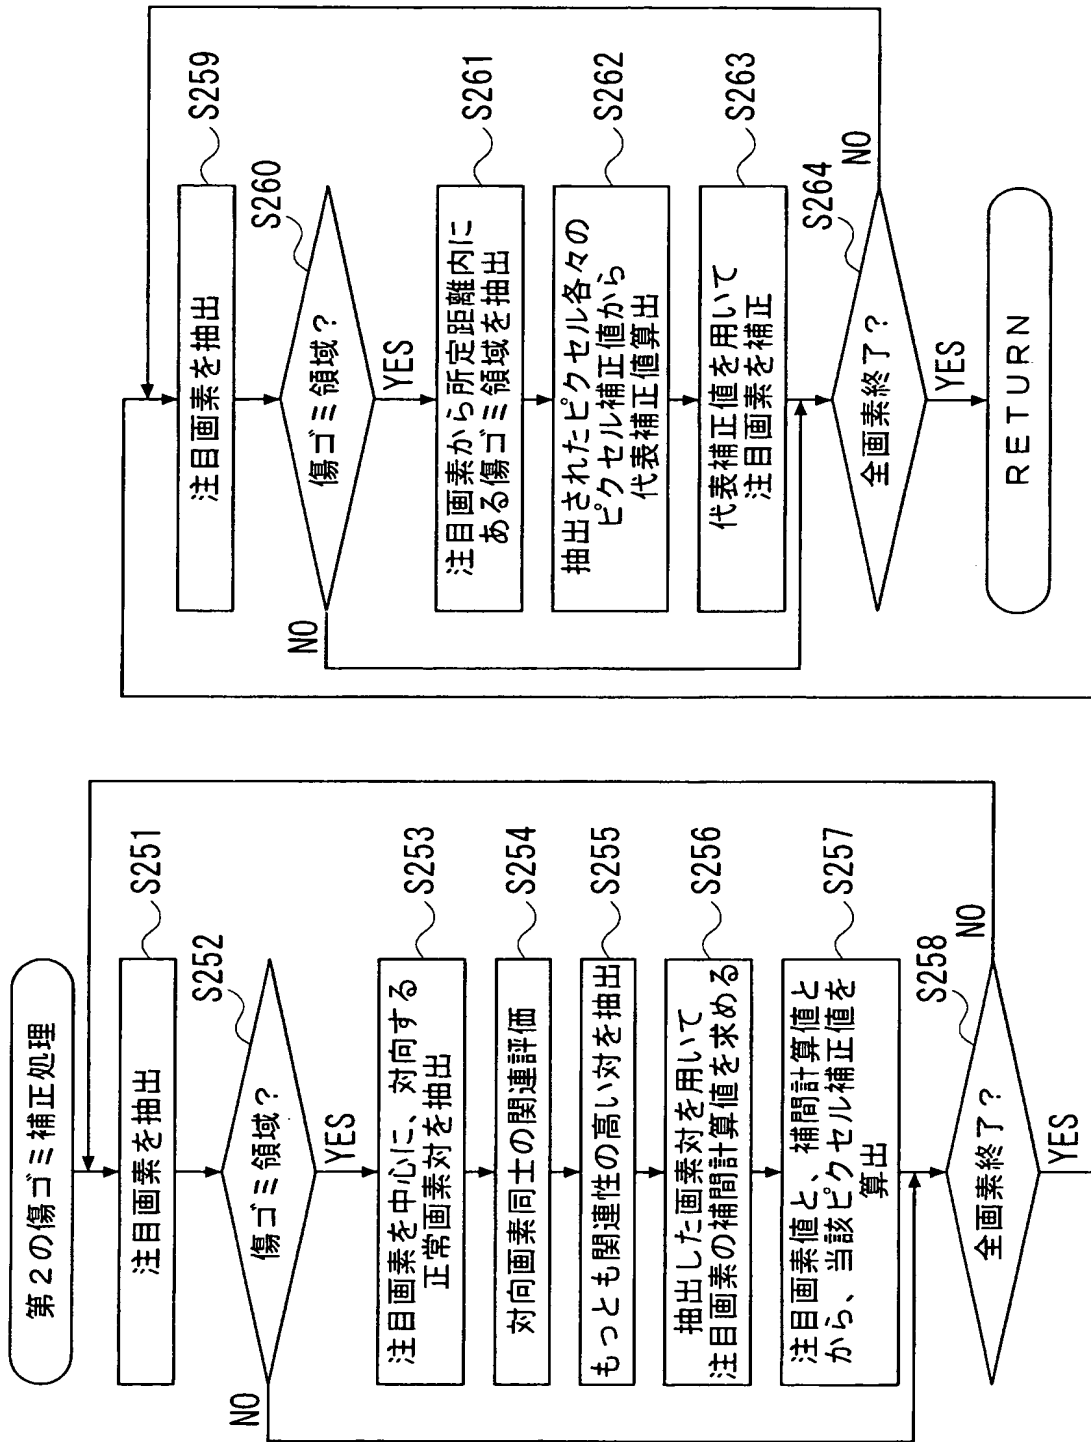 第2の傷ゴミ補正処理
注目画素を抽出
S251
傷ゴミ領域?
S252
YES
NO
注目画素を中心に、対向する
正常画素対を抽出
S253
対向画素同士の関連評価
S254
もっとも関連性の高い対を抽出
S255
抽出した画素対を用いて
注目画素の補間計算値を求める
S256
注目画素値と、補間計算値と
から、当該ピクセル補正値を
算出
S257
全画素終了?
S258
NO
YES
注目画素を抽出
S259
傷ゴミ領域?
S260
YES
NO
注目画素から所定距離内に
ある傷ゴミ領域を抽出
S261
抽出されたピクセル各々の
ピクセル補正値から
代表補正値算出
S262
代表補正値を用いて
注目画素を補正
S263
全画素終了?
S264
NO
YES
RETURN